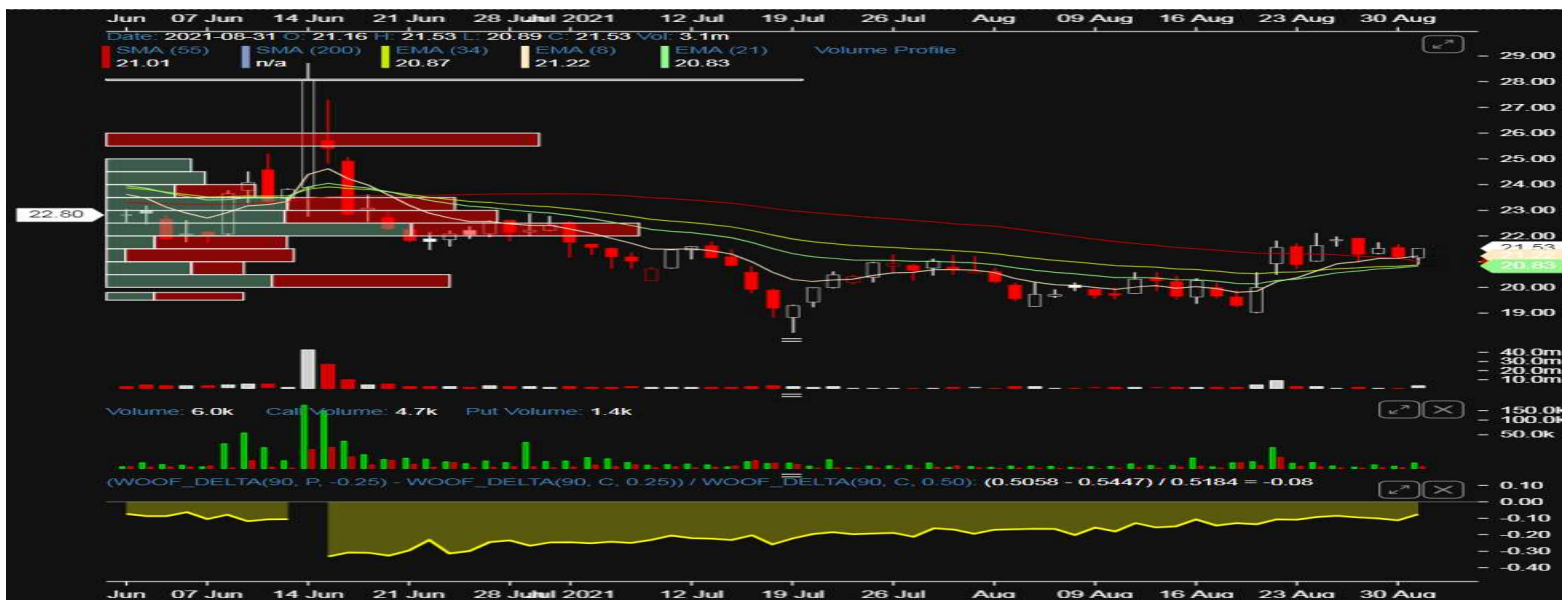 Jun 07 Jun 14 Jun 21 Jun 28 Jun Jul 2021 12 Jul 19 Jul 26 Jul Aug 09 Aug 16 Aug 23 Aug 30 Aug
Date: 2021-08-31 O: 21.16 H: 21.53 L: 20.89 C: 21.53 Vol: 3.1m
SMA (55) SMA (200) EMA (34) EMA (8) EMA (21) Volume Profile
21.01 n/a 20.87 21.22 20.83
29.00
28.00
27.00
26.00
25.00
24.00
23.00
22.80
22.00
21.53
21.22
20.83
20.00
19.00
40.0m
30.0m
20.0m
10.0m
Volume: 6.0k Call Volume: 4.7k Put Volume: 1.4k
150.0k
100.0k
50.0k
(WOOF_DELTA(90, P, -0.25) - WOOF_DELTA(90, C, 0.25)) / WOOF_DELTA(90, C, 0.50): (0.5058 - 0.5447) / 0.5184 = -0.08
0.10
0.00
-0.10
-0.20
-0.30
-0.40
Jun 07 Jun 14 Jun 21 Jun 28 Jun Jul 2021 12 Jul 19 Jul 26 Jul Aug 09 Aug 16 Aug 23 Aug 30 Aug